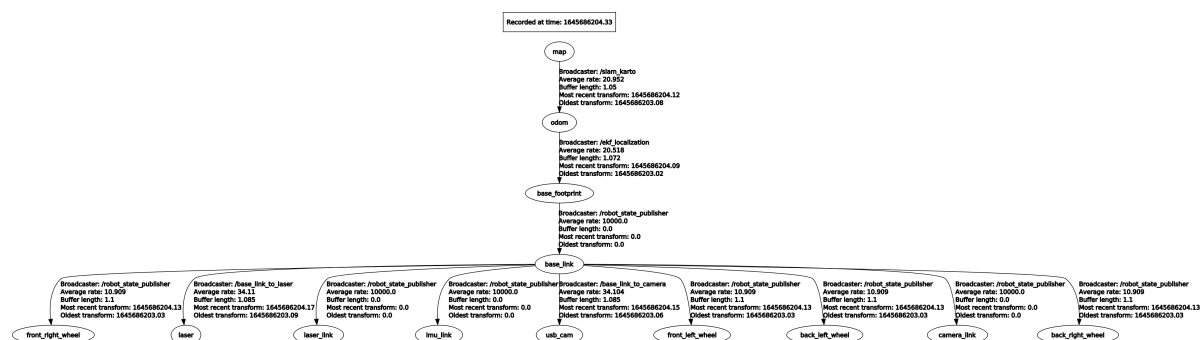 Recorded at time: 1645686204.33
map
Broadcaster: /slam_karto
Average rate: 20.952
Buffer length: 1.05
Most recent transform: 1645686204.12
Oldest transform: 1645686203.08
odom
Broadcaster: /ekf_localization
Average rate: 20.518
Buffer length: 1.072
Most recent transform: 1645686204.09
Oldest transform: 1645686203.02
base_footprint
Broadcaster: /robot_state_publisher
Average rate: 10000.0
Buffer length: 0.0
Most recent transform: 0.0
Oldest transform: 0.0
base_link
Broadcaster: /robot_state_publisher
Average rate: 10.909
Buffer length: 1.1
Most recent transform: 1645686204.13
Oldest transform: 1645686203.03
front_right_wheel
Broadcaster: /base_link_to_laser
Average rate: 34.11
Buffer length: 1.085
Most recent transform: 1645686204.17
Oldest transform: 1645686203.09
laser
Broadcaster: /robot_state_publisher
Average rate: 10000.0
Buffer length: 0.0
Most recent transform: 0.0
Oldest transform: 0.0
laser_link
Broadcaster: /robot_state_publisher
Average rate: 10000.0
Buffer length: 0.0
Most recent transform: 0.0
Oldest transform: 0.0
imu_link
Broadcaster: /base_link_to_camera
Average rate: 34.104
Buffer length: 1.085
Most recent transform: 1645686204.15
Oldest transform: 1645686203.06
usb_cam
Broadcaster: /robot_state_publisher
Average rate: 10.909
Buffer length: 1.1
Most recent transform: 1645686204.13
Oldest transform: 1645686203.03
front_left_wheel
Broadcaster: /robot_state_publisher
Average rate: 10.909
Buffer length: 1.1
Most recent transform: 1645686204.13
Oldest transform: 1645686203.03
back_left_wheel
Broadcaster: /robot_state_publisher
Average rate: 10000.0
Buffer length: 0.0
Most recent transform: 0.0
Oldest transform: 0.0
camera_link
Broadcaster: /robot_state_publisher
Average rate: 10.909
Buffer length: 1.1
Most recent transform: 1645686204.13
Oldest transform: 1645686203.03
back_right_wheel